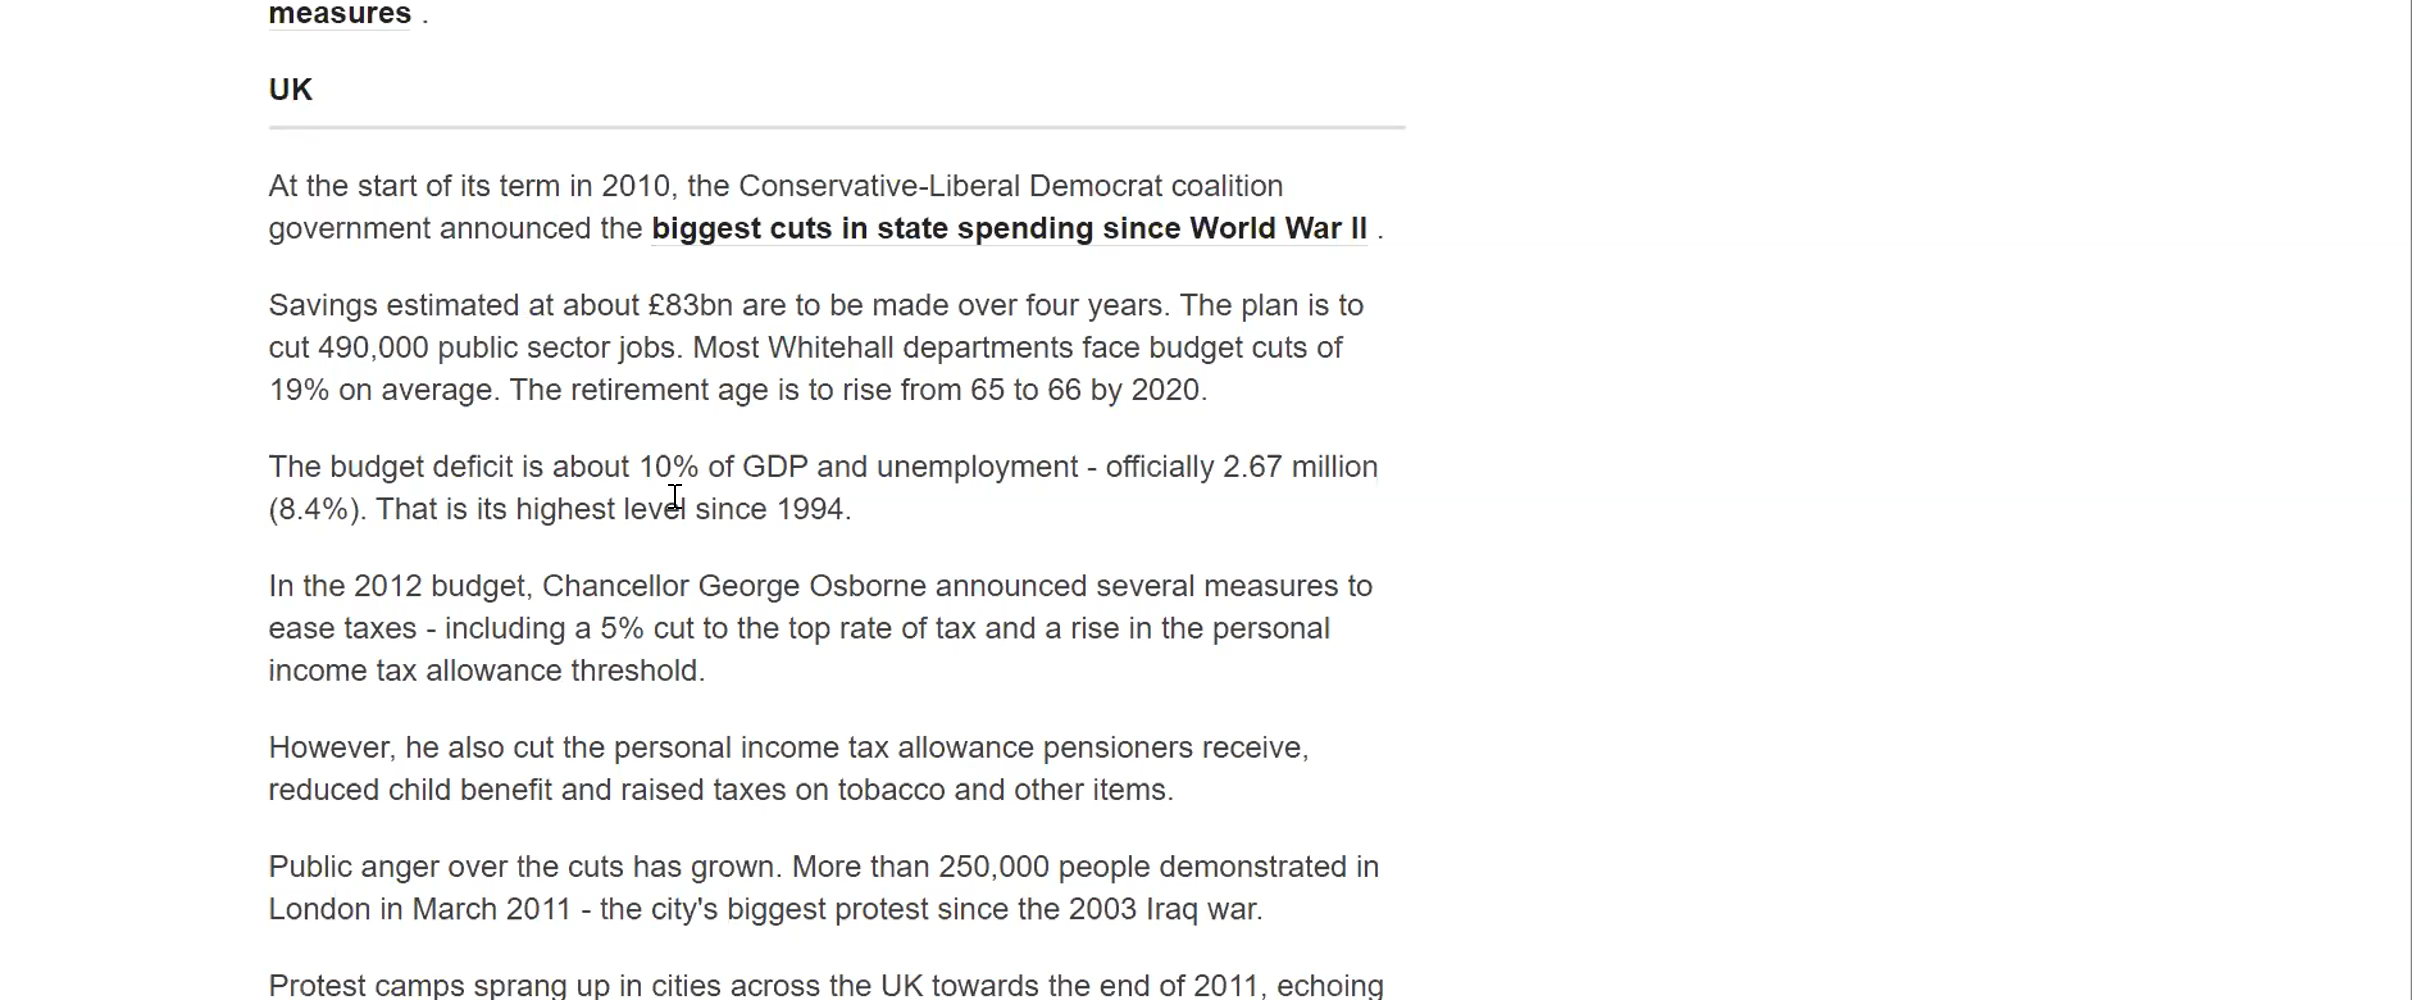 measures .
UK
At the start of its term in 2010, the Conservative-Liberal Democrat coalition
government announced the biggest cuts in state spending since World War II .
Savings estimated at about £83bn are to be made over four years. The plan is to
cut 490,000 public sector jobs. Most Whitehall departments face budget cuts of
19% on average. The retirement age is to rise from 65 to 66 by 2020.
The budget deficit is about 10% of GDP and unemployment - officially 2.67 million
(8.4%). That is its highest level since 1994.
In the 2012 budget, Chancellor George Osborne announced several measures to
ease taxes - including a 5% cut to the top rate of tax and a rise in the personal
income tax allowance threshold.
However, he also cut the personal income tax allowance pensioners receive,
reduced child benefit and raised taxes on tobacco and other items.
Public anger over the cuts has grown. More than 250,000 people demonstrated in
London in March 2011 - the city's biggest protest since the 2003 Iraq war.
Protest camps sprang up in cities across the UK towards the end of 2011, echoing